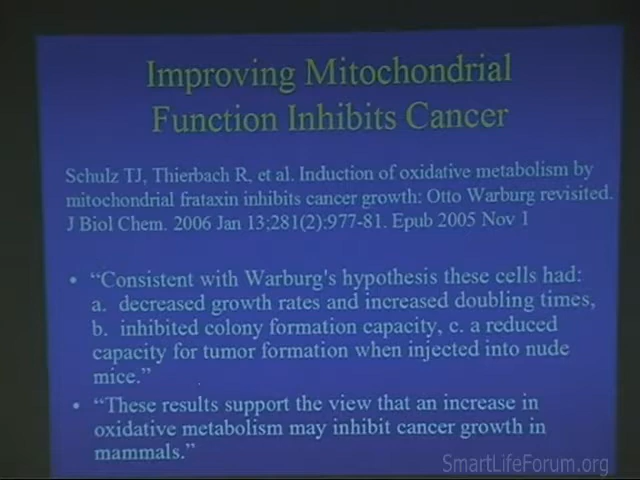 Improving Mitochondrial
Function Inhibits Cancer
Schulz TJ, Thierbach R, et al. Induction of oxidative metabolism by
mitochondrial frataxin inhibits cancer growth: Otto Warburg revisited.
J Biol Chem. 2006 Jan 13;281(2):977-81. Epub 2005 Nov 1
• “Consistent with Warburg's hypothesis these cells had:
a. decreased growth rates and increased doubling times,
b. inhibited colony formation capacity, c. a reduced
capacity for tumor formation when injected into nude
mice.”
• “These results support the view that an increase in
oxidative metabolism may inhibit cancer growth in
mammals.”
SmartLifeForum.org